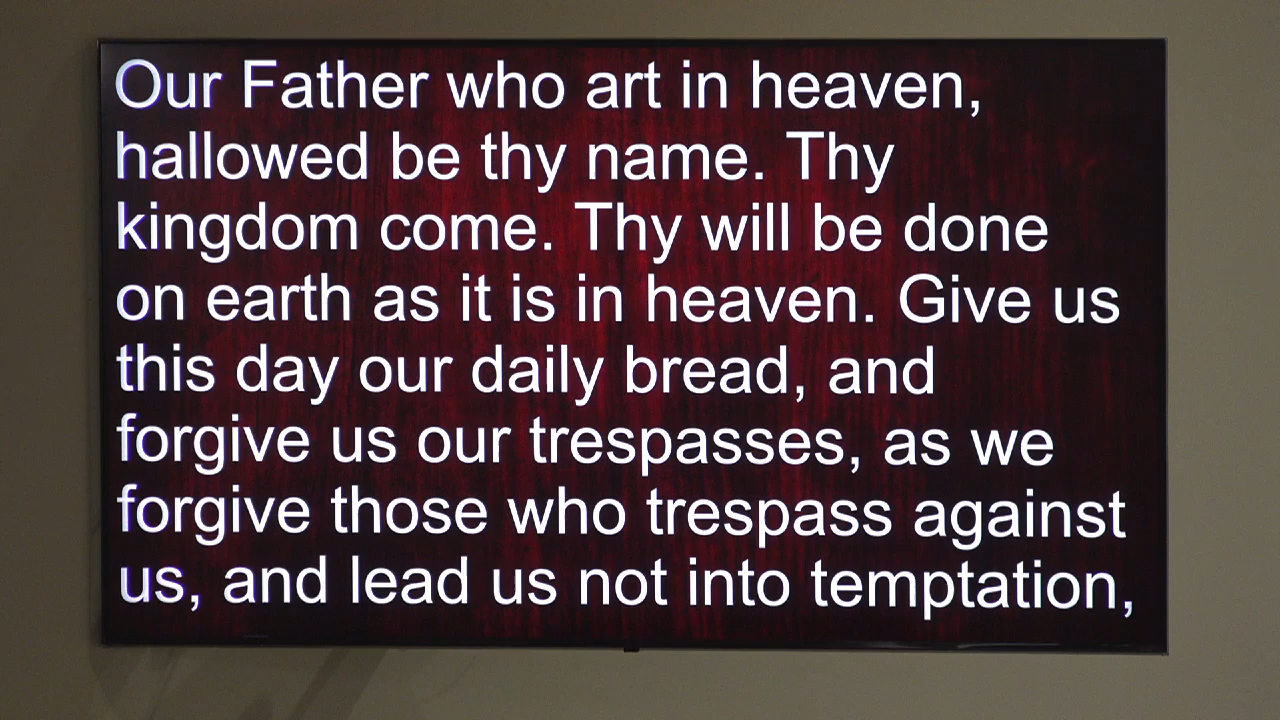 Our Father who art in heaven,
hallowed be thy name. Thy
kingdom come. Thy will be done
on earth as it is in heaven. Give us
this day our daily bread, and
forgive us our trespasses, as we
forgive those who trespass against
us, and lead us not into temptation,